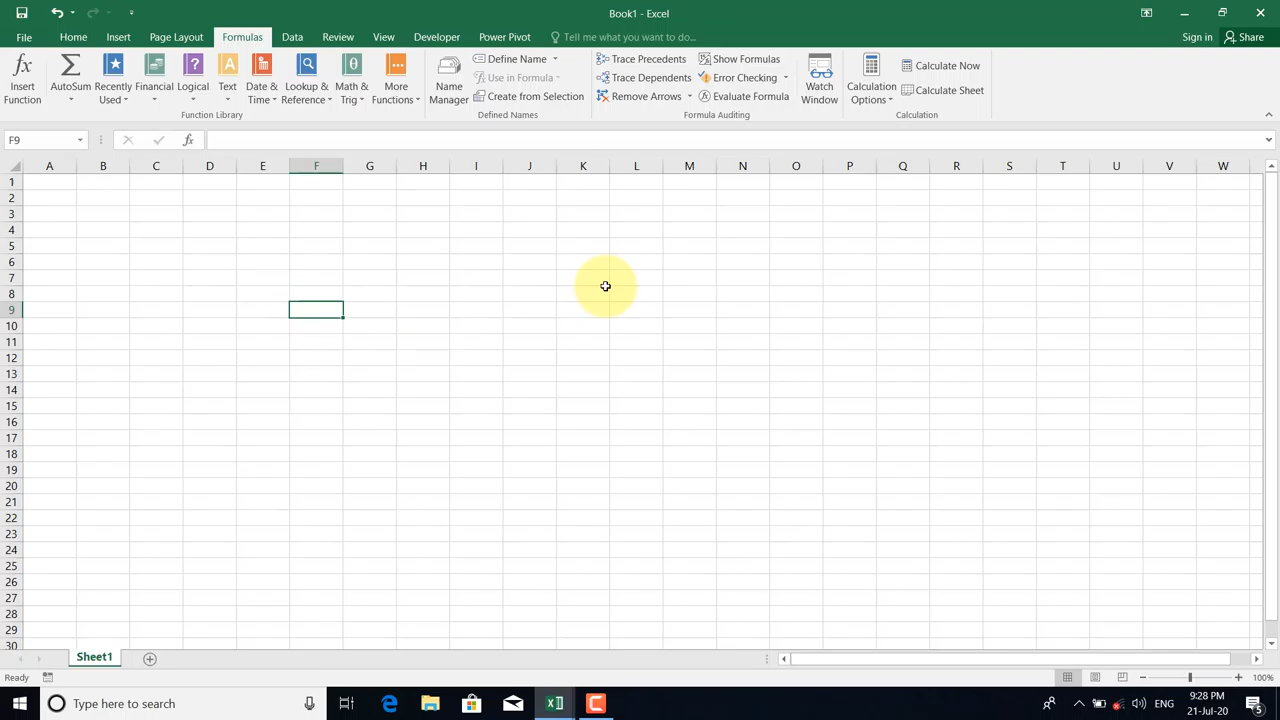 Book1 - Excel
File Home Insert Page Layout Formulas Data Review View Developer Power Pivot Tell me what you want to do... Sign in Share
Insert Function
AutoSum
Recently Used
Financial
Logical
Text
Date & Time
Lookup & Reference
Math & Trig
More Functions
Function Library
Name Manager
Define Name
Use in Formula
Create from Selection
Defined Names
Trace Precedents
Trace Dependents
Remove Arrows
Show Formulas
Error Checking
Evaluate Formula
Formula Auditing
Watch Window
Calculation Options
Calculate Now
Calculate Sheet
Calculation
F9
fx
A B C D E F G H I J K L M N O P Q R S T U V W
1
2
3
4
5
6
7
8
9
10
11
12
13
14
15
16
17
18
19
20
21
22
23
24
25
26
27
28
29
30
Sheet1
Ready
100%
Type here to search
ENG
9:28 PM
21-Jul-20